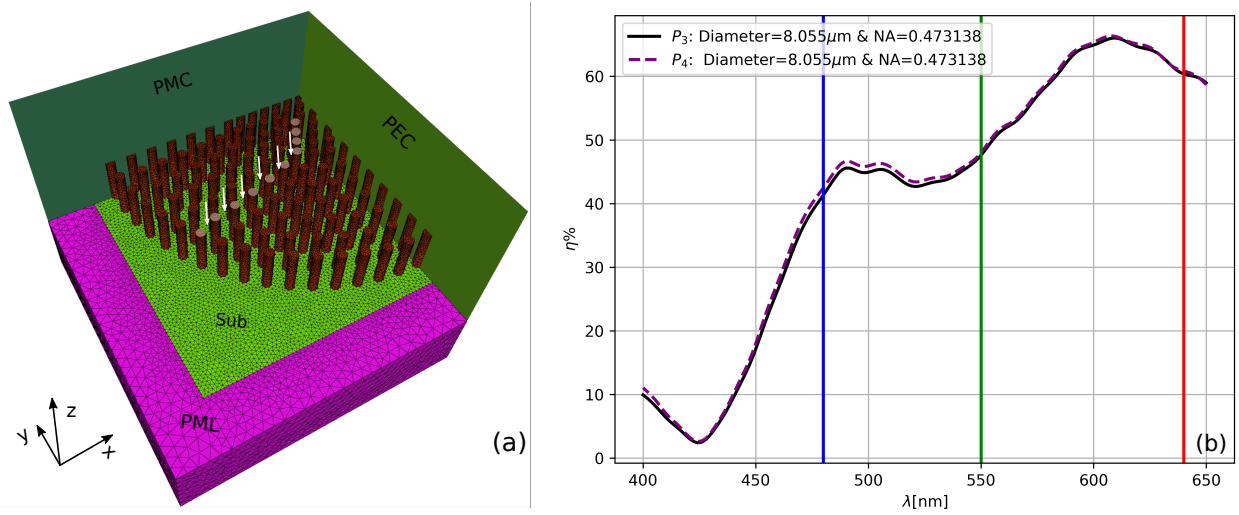 PMC
PEC
Sub
PML
z
y
x
(a)
P₃: Diameter=8.055μm & NA=0.473138
P₄: Diameter=8.055μm & NA=0.473138
60
50
40
30
20
10
0
η%
400
450
500
550
600
650
λ[nm]
(b)